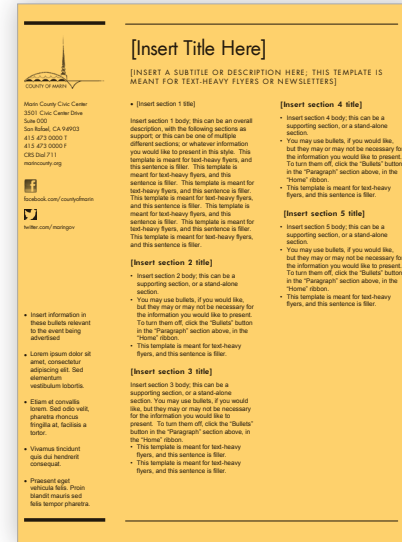 COUNTY OF MARIN
Marin County Civic Center
3501 Civic Center Drive
Suite 000
San Rafael, CA 94903
415 473 0000 T
415 473 0000 F
CRS Dial 711
marincounty.org
facebook.com/countyofmarin
twitter.com/maringov
• Insert information in
these bullets relevant
to the event being
advertised
• Lorem ipsum dolor sit
amet, consectetur
adipiscing elit. Sed
elementum
vestibulum lobortis.
• Etiam et convallis
lorem. Sed odio velit,
pharetra rhoncus
fringilla at, facilisis a
tortor.
• Vivamus tincidunt
quis dui hendrerit
consequat.
• Praesent eget
vehicula felis. Proin
blandit mauris sed
felis tempor pharetra.
[Insert Title Here]
[INSERT A SUBTITLE OR DESCRIPTION HERE; THIS TEMPLATE IS
MEANT FOR TEXT-HEAVY FLYERS OR NEWSLETTERS]
• [Insert section 1 title]
Insert section 1 body; this can be an overall
description, with the following sections as
support; or this can be one of multiple
different sections; or whatever information
you would like to present in this style. This
template is meant for text-heavy flyers, and
this sentence is filler. This template is
meant for text-heavy flyers, and this
sentence is filler. This template is meant for
text-heavy flyers, and this sentence is filler.
This template is meant for text-heavy flyers,
and this sentence is filler. This template is
meant for text-heavy flyers, and this
sentence is filler. This template is meant for
text-heavy flyers, and this sentence is filler.
This template is meant for text-heavy flyers,
and this sentence is filler.
[Insert section 2 title]
• Insert section 2 body; this can be a
supporting section, or a stand-alone
section.
• You may use bullets, if you would like,
but they may or may not be necessary for
the information you would like to present.
To turn them off, click the "Bullets" button
in the "Paragraph" section above, in the
"Home" ribbon.
• This template is meant for text-heavy
flyers, and this sentence is filler.
[Insert section 3 title]
Insert section 3 body; this can be a
supporting section, or a stand-alone
section. You may use bullets, if you would
like, but they may or may not be necessary
for the information you would like to
present. To turn them off, click the "Bullets"
button in the "Paragraph" section above, in
the "Home" ribbon.
• This template is meant for text-heavy
flyers, and this sentence is filler.
• This template is meant for text-heavy
flyers, and this sentence is filler.
[Insert section 4 title]
• Insert section 4 body; this can be a
supporting section, or a stand-alone
section.
• You may use bullets, if you would like,
but they may or may not be necessary for
the information you would like to present.
To turn them off, click the "Bullets" button
in the "Paragraph" section above, in the
"Home" ribbon.
• This template is meant for text-heavy
flyers, and this sentence is filler.
[Insert section 5 title]
• Insert section 5 body; this can be a
supporting section, or a stand-alone
section.
• You may use bullets, if you would like,
but they may or may not be necessary for
the information you would like to present.
To turn them off, click the "Bullets" button
in the "Paragraph" section above, in the
"Home" ribbon.
• This template is meant for text-heavy
flyers, and this sentence is filler.